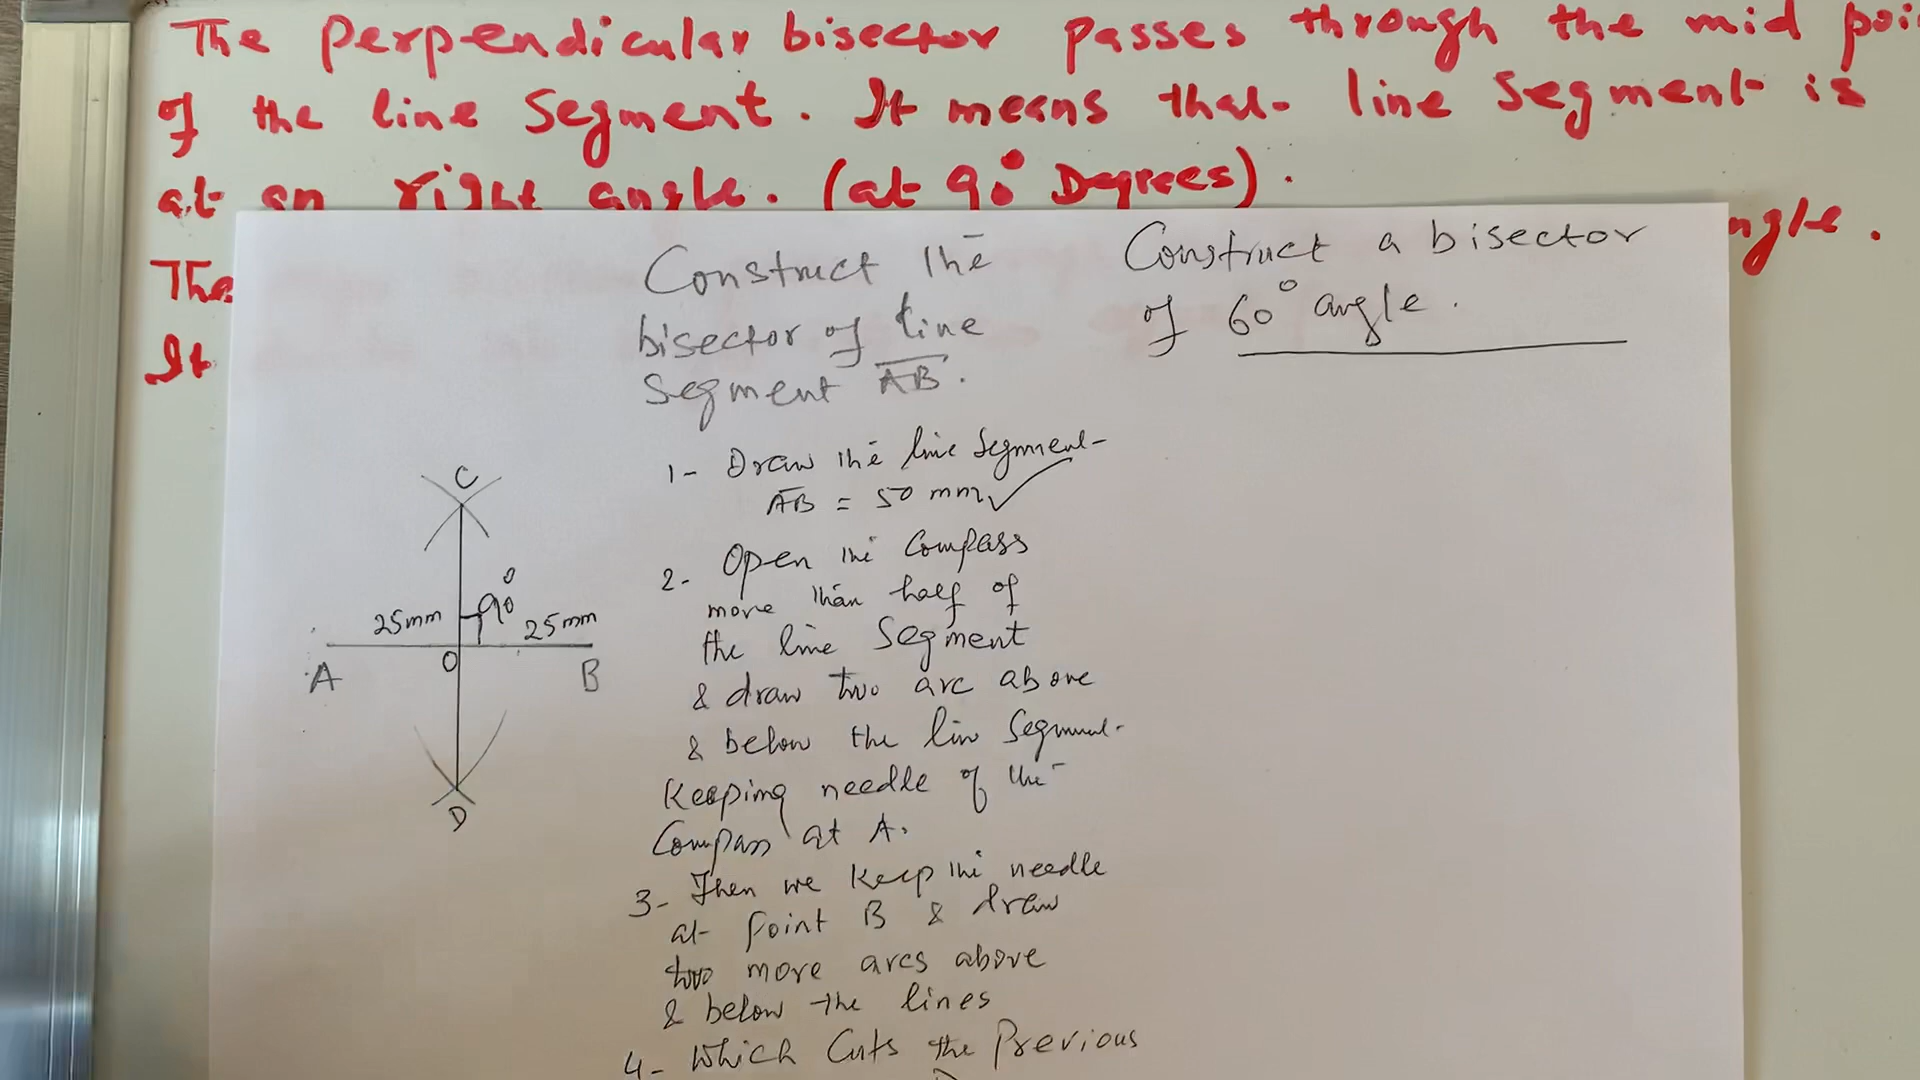 The perpendicular bisector passes through the mid poi
of the line segment. It means that line segment is
at an right angle. (at 90° Degrees).
ngle.
The
It
Construct the
bisector of line
segment AB.
Construct a bisector
of 60° angle.
1- Draw the line segment
AB = 50 mm
2- Open the Compass
more than half of
the line segment
& draw two arc above
& below the line segment
Keeping needle of the
Compass at A.
3- Then we keep the needle
at point B & draw
two more arcs above
& below the lines
4- Which Cuts the Previous
C
90°
25mm
25mm
A
O
B
D